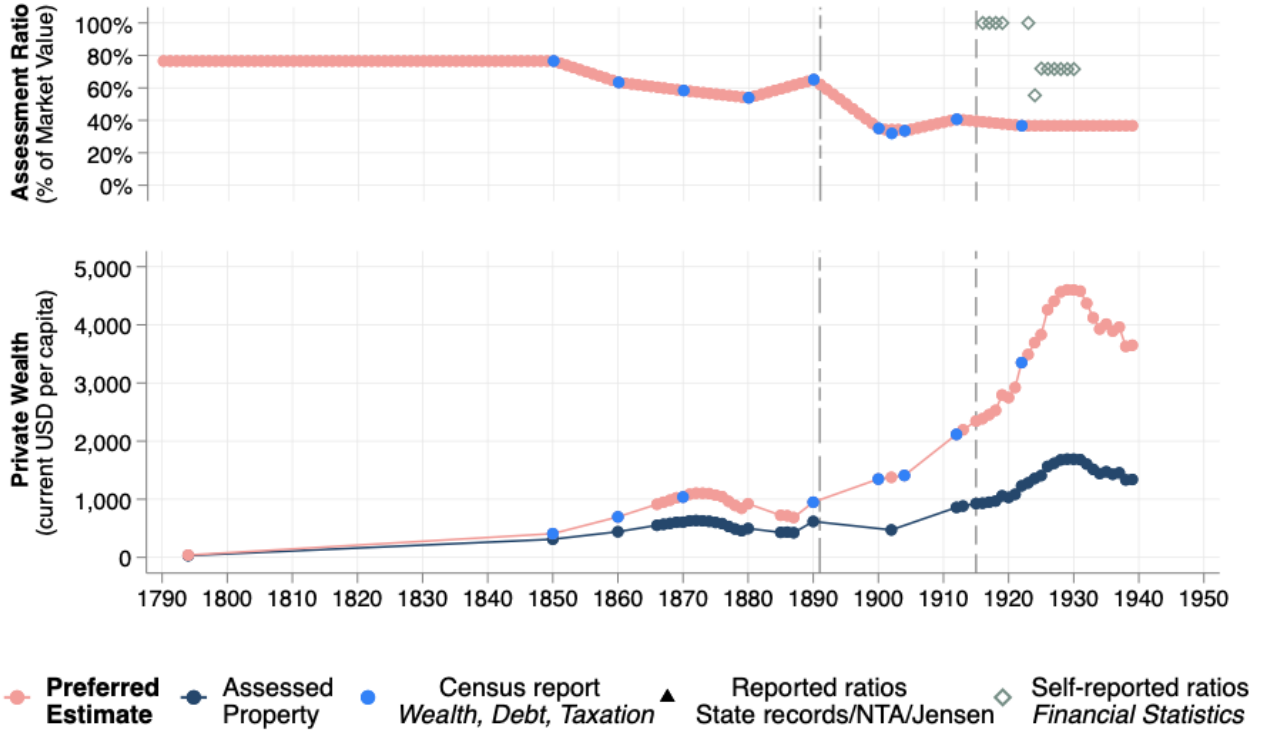 Assessment Ratio
(% of Market Value)
100%
80%
60%
40%
20%
0%
Private Wealth
(current USD per capita)
5,000
4,000
3,000
2,000
1,000
0
1790 1800 1810 1820 1830 1840 1850 1860 1870 1880 1890 1900 1910 1920 1930 1940 1950
Preferred
Estimate
Assessed
Property
Census report
Wealth, Debt, Taxation
Reported ratios
State records/NTA/Jensen
Self-reported ratios
Financial Statistics